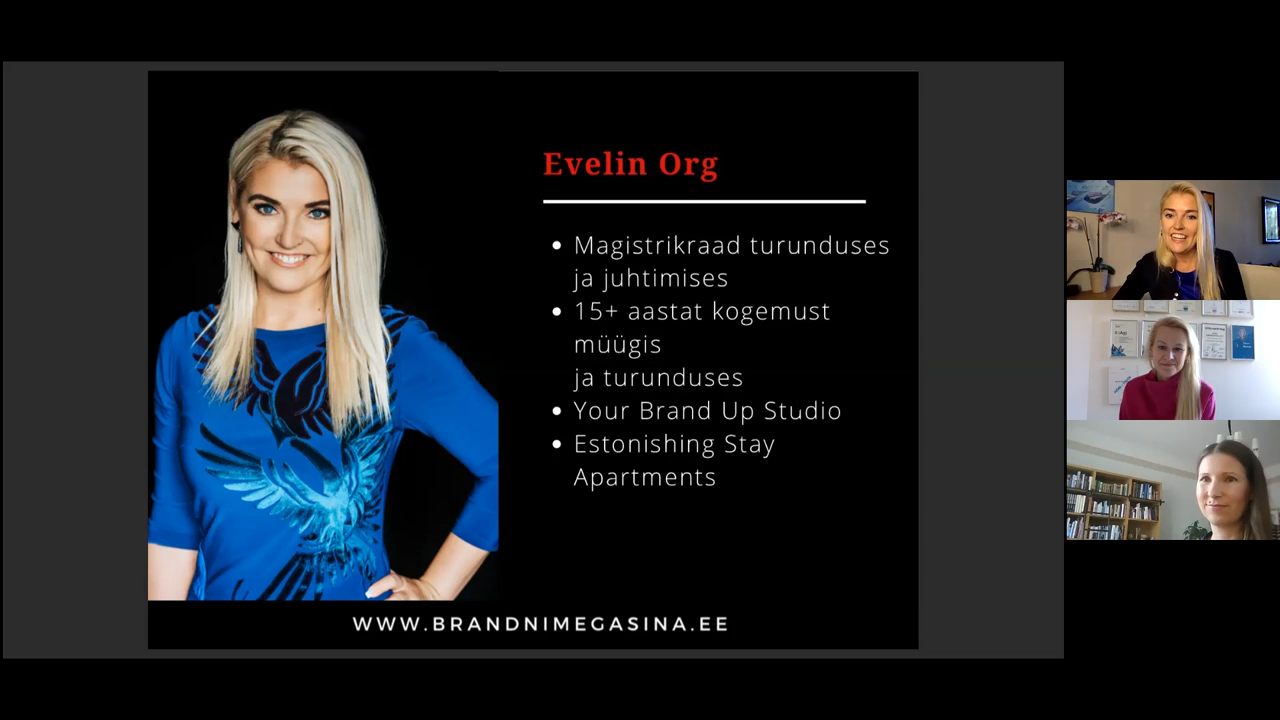 Evelin Org
Magistrikraad turunduses
ja juhtimises
15+ aastat kogemust
müügis
ja turunduses
Your Brand Up Studio
Estonishing Stay
Apartments
WWW.BRANDNIMEGASINA.EE